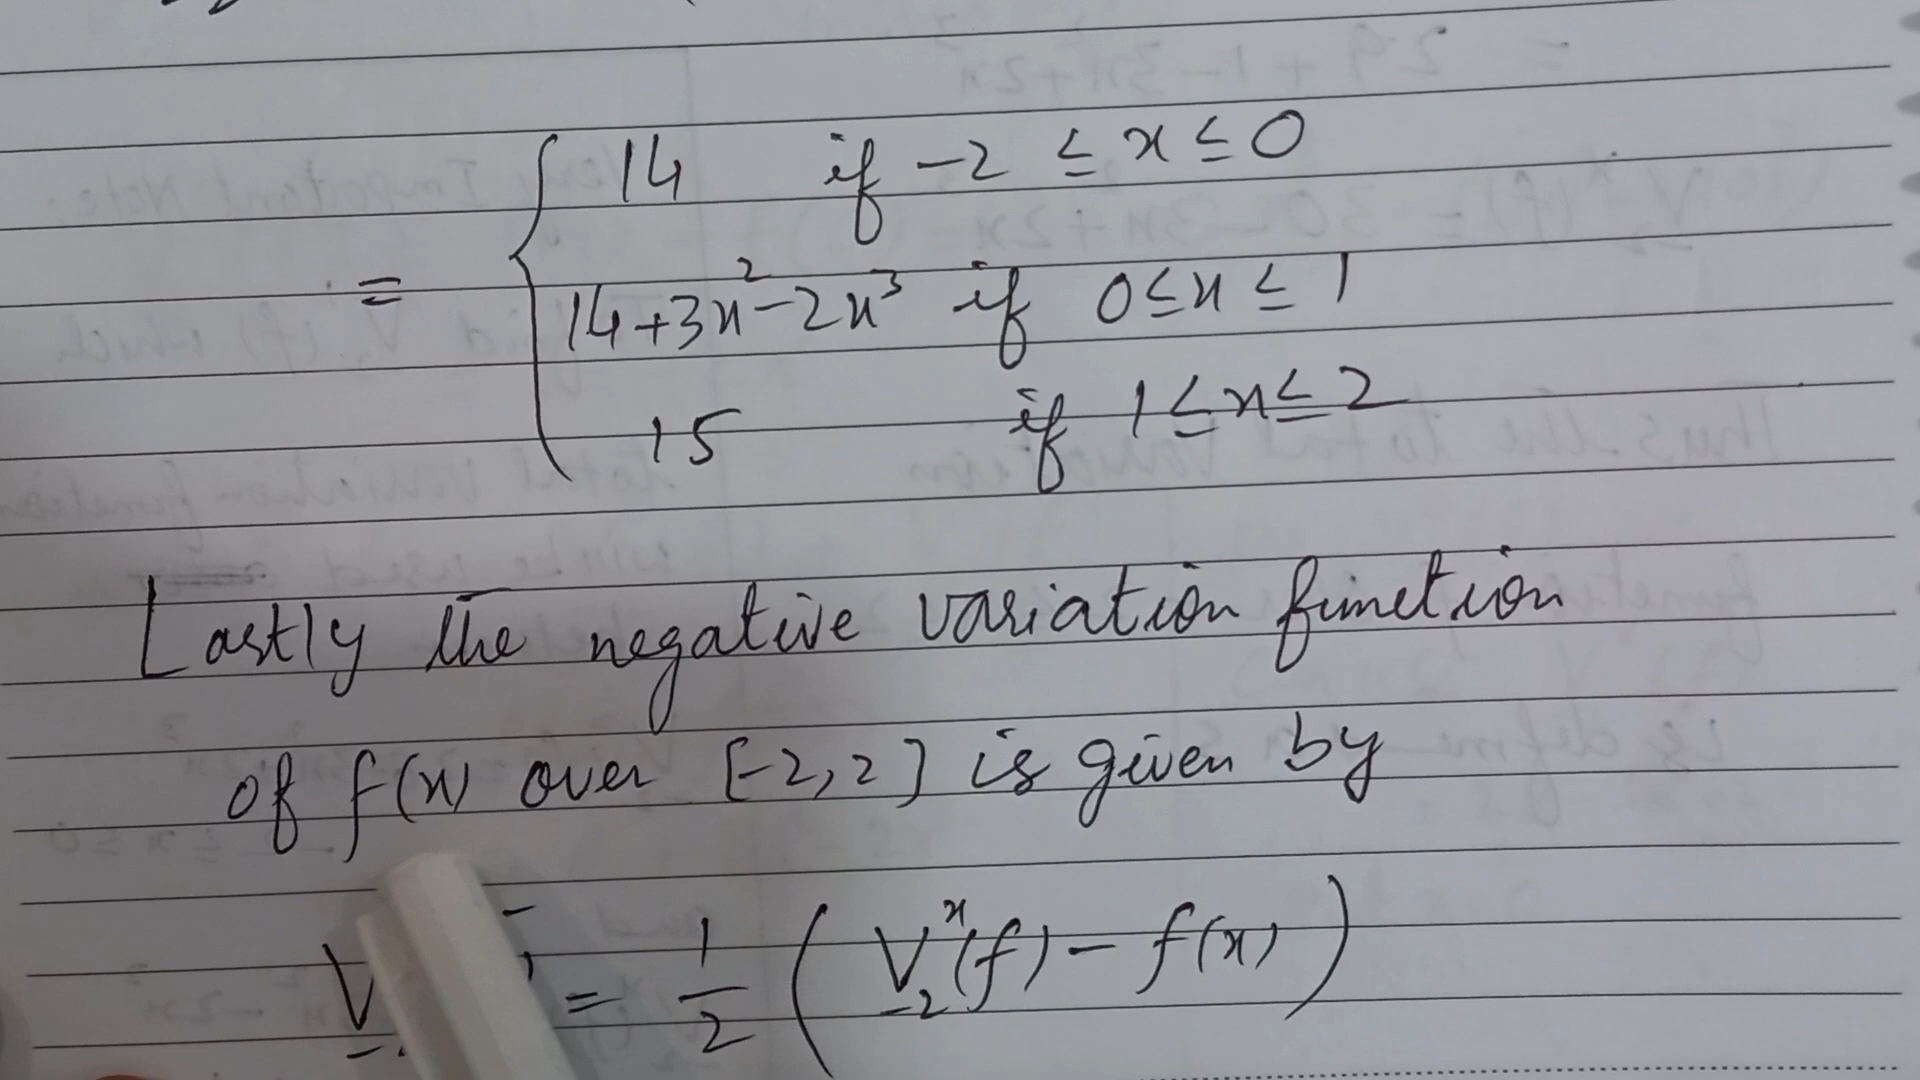 = { 14 if -2 ≤ x ≤ 0
14+3x²-2x³ if 0≤x≤1
15 if 1≤x≤2
Lastly the negative variation function
of f(x) over [-2,2] is given by
V = 1/2 ( V₋₂ˣ(f) - f(x) )